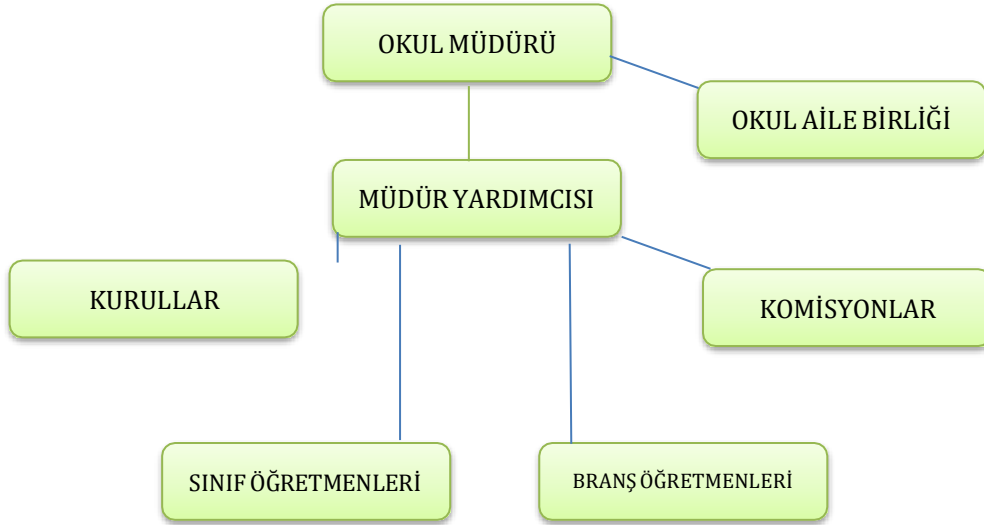 OKUL MÜDÜRÜ
OKUL AİLE BİRLİĞİ
MÜDÜR YARDIMCISI
KURULLAR
KOMİSYONLAR
SINIF ÖĞRETMENLERİ
BRANŞ ÖĞRETMENLERİ